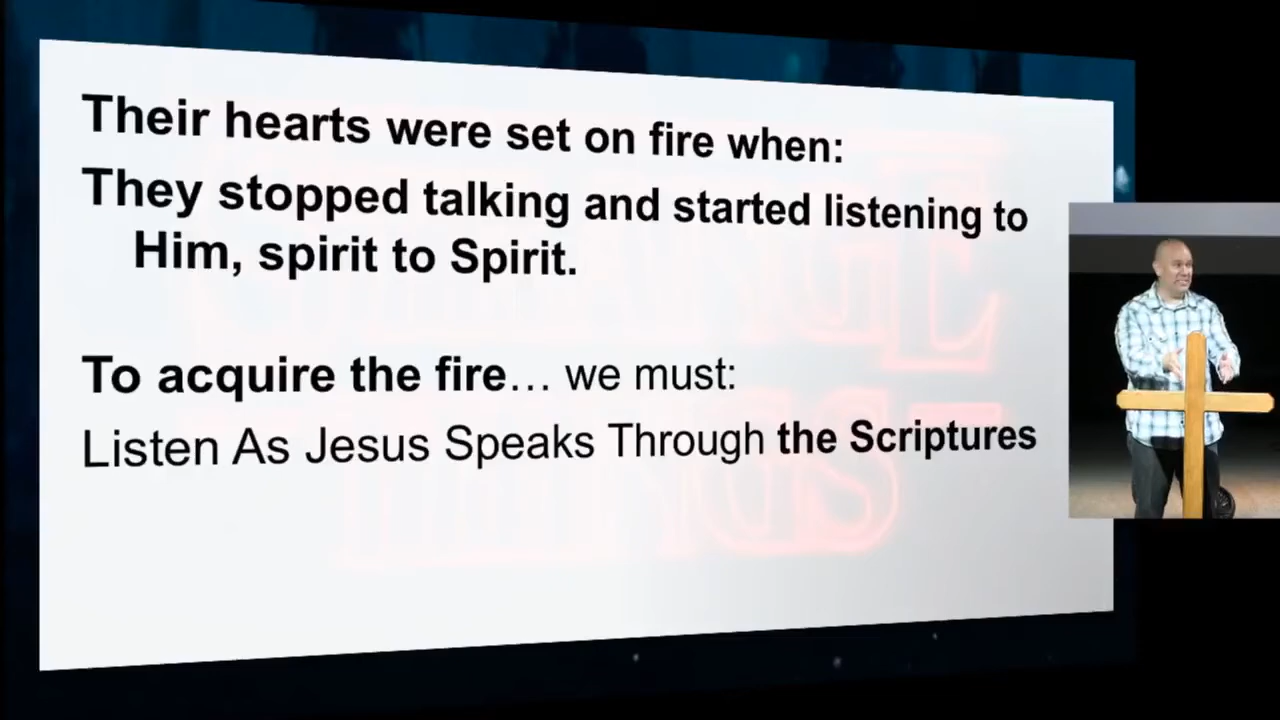 Their hearts were set on fire when:
They stopped talking and started listening to
Him, spirit to Spirit.
To acquire the fire… we must:
Listen As Jesus Speaks Through the Scriptures